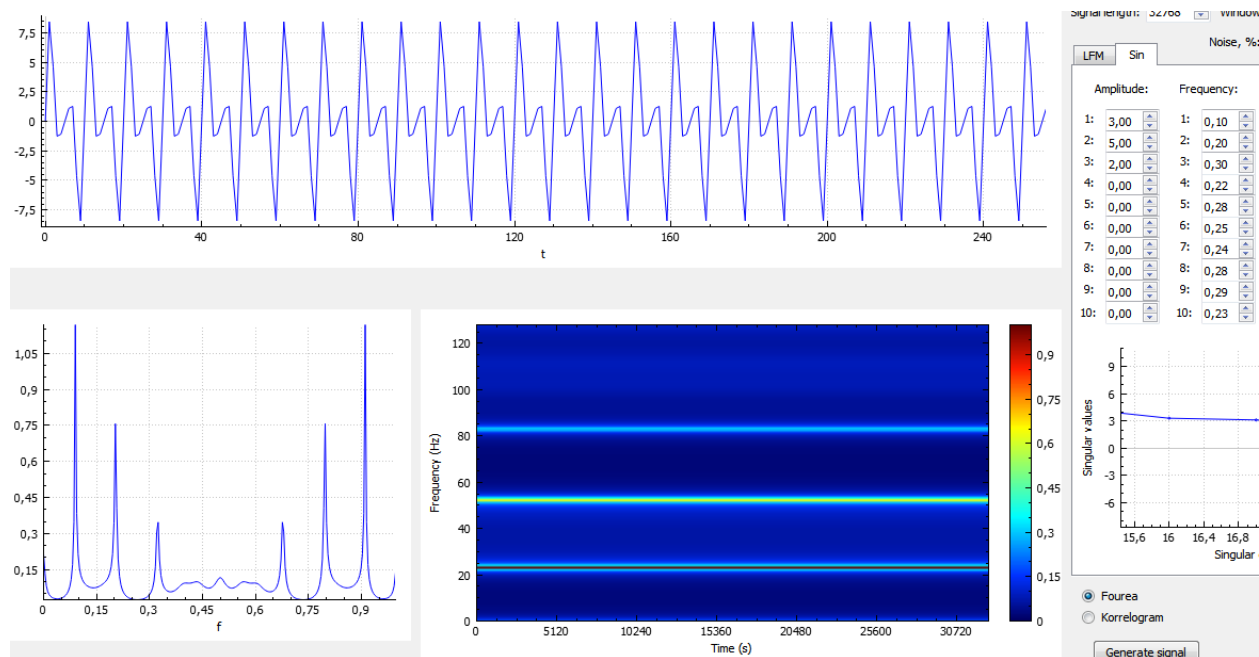 Signal length: 32768 Window
Noise, %:
LFM Sin
Amplitude: Frequency:
1: 3,00 1: 0,10
2: 5,00 2: 0,20
3: 2,00 3: 0,30
4: 0,00 4: 0,22
5: 0,00 5: 0,28
6: 0,00 6: 0,25
7: 0,00 7: 0,24
8: 0,00 8: 0,28
9: 0,00 9: 0,29
10: 0,00 10: 0,23
7,5
5
2,5
0
-2,5
-5
-7,5
0 40 80 120 160 200 240
t
1,05
0,9
0,75
0,6
0,45
0,3
0,15
0 0,15 0,3 0,45 0,6 0,75 0,9
f
Frequency (Hz)
120
100
80
60
40
20
0
0 5120 10240 15360 20480 25600 30720
Time (s)
0,9
0,75
0,6
0,45
0,3
0,15
0
Singular values
9
6
3
0
-3
-6
15,6 16 16,4 16,8
Singular
Fourea
Korrelogram
Generate signal